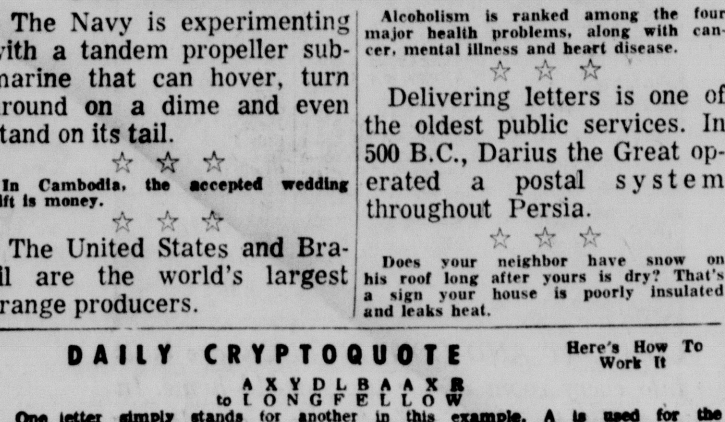 The Navy is experimenting
with a tandem propeller sub-
marine that can hover, turn
around on a dime and even
stand on its tail.
In Cambodia, the accepted wedding
gift is money.
The United States and Bra-
zil are the world's largest
orange producers.
Alcoholism is ranked among the four
major health problems, along with can-
cer, mental illness and heart disease.
Delivering letters is one of
the oldest public services. In
500 B.C., Darius the Great op-
erated a postal system
throughout Persia.
Does your neighbor have snow on
his roof long after yours is dry? That's
a sign your house is poorly insulated
and leaks heat.
DAILY CRYPTOQUOTE
Here's How To
Work It
A X Y D L B A A X R
to L O N G F E L L O W
One letter simply stands for another in this example. A is used for the